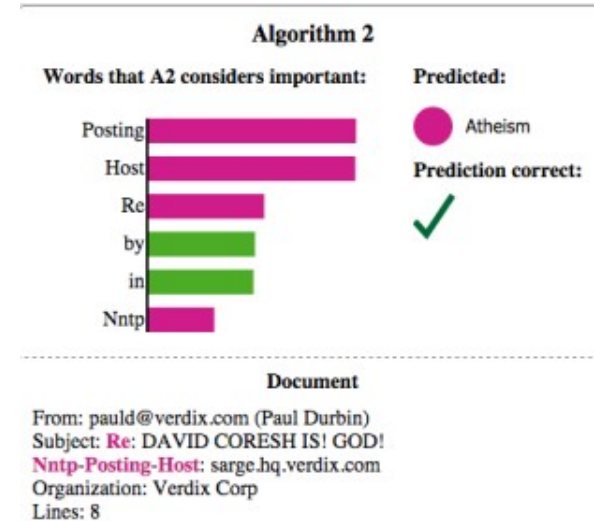 Algorithm 2
Words that A2 considers important:
Predicted:
Posting
Host
Re
by
in
Nntp
Atheism
Prediction correct:
Document
From: pauld@verdix.com (Paul Durbin)
Subject: Re: DAVID CORESH IS! GOD!
Nntp-Posting-Host: sarge.hq.verdix.com
Organization: Verdix Corp
Lines: 8